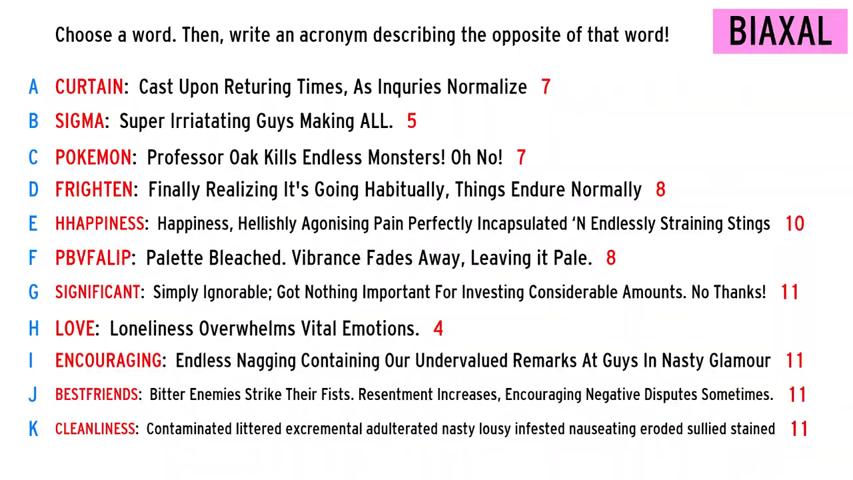 Choose a word. Then, write an acronym describing the opposite of that word!
BIAXAL
A CURTAIN: Cast Upon Returing Times, As Inquries Normalize 7
B SIGMA: Super Irriatating Guys Making ALL. 5
C POKEMON: Professor Oak Kills Endless Monsters! Oh No! 7
D FRIGHTEN: Finally Realizing It's Going Habitually, Things Endure Normally 8
E HHAPPINESS: Happiness, Hellishly Agonising Pain Perfectly Incapsulated ‘N Endlessly Straining Stings 10
F PBVFALIP: Palette Bleached. Vibrance Fades Away, Leaving it Pale. 8
G SIGNIFICANT: Simply Ignorable; Got Nothing Important For Investing Considerable Amounts. No Thanks! 11
H LOVE: Loneliness Overwhelms Vital Emotions. 4
I ENCOURAGING: Endless Nagging Containing Our Undervalued Remarks At Guys In Nasty Glamour 11
J BESTFRIENDS: Bitter Enemies Strike Their Fists. Resentment Increases, Encouraging Negative Disputes Sometimes. 11
K CLEANLINESS: Contaminated littered excremental adulterated nasty lousy infested nauseating eroded sullied stained 11